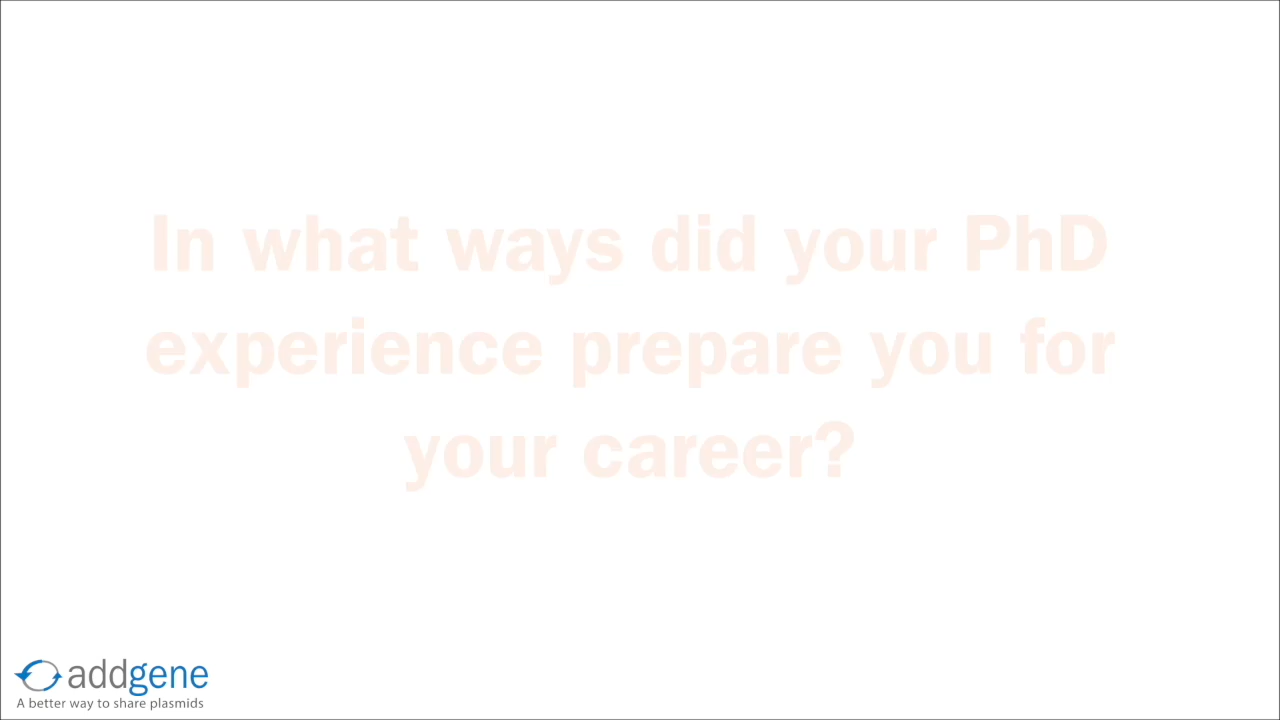 In what ways did your PhD
experience prepare you for
your career?
addgene
A better way to share plasmids